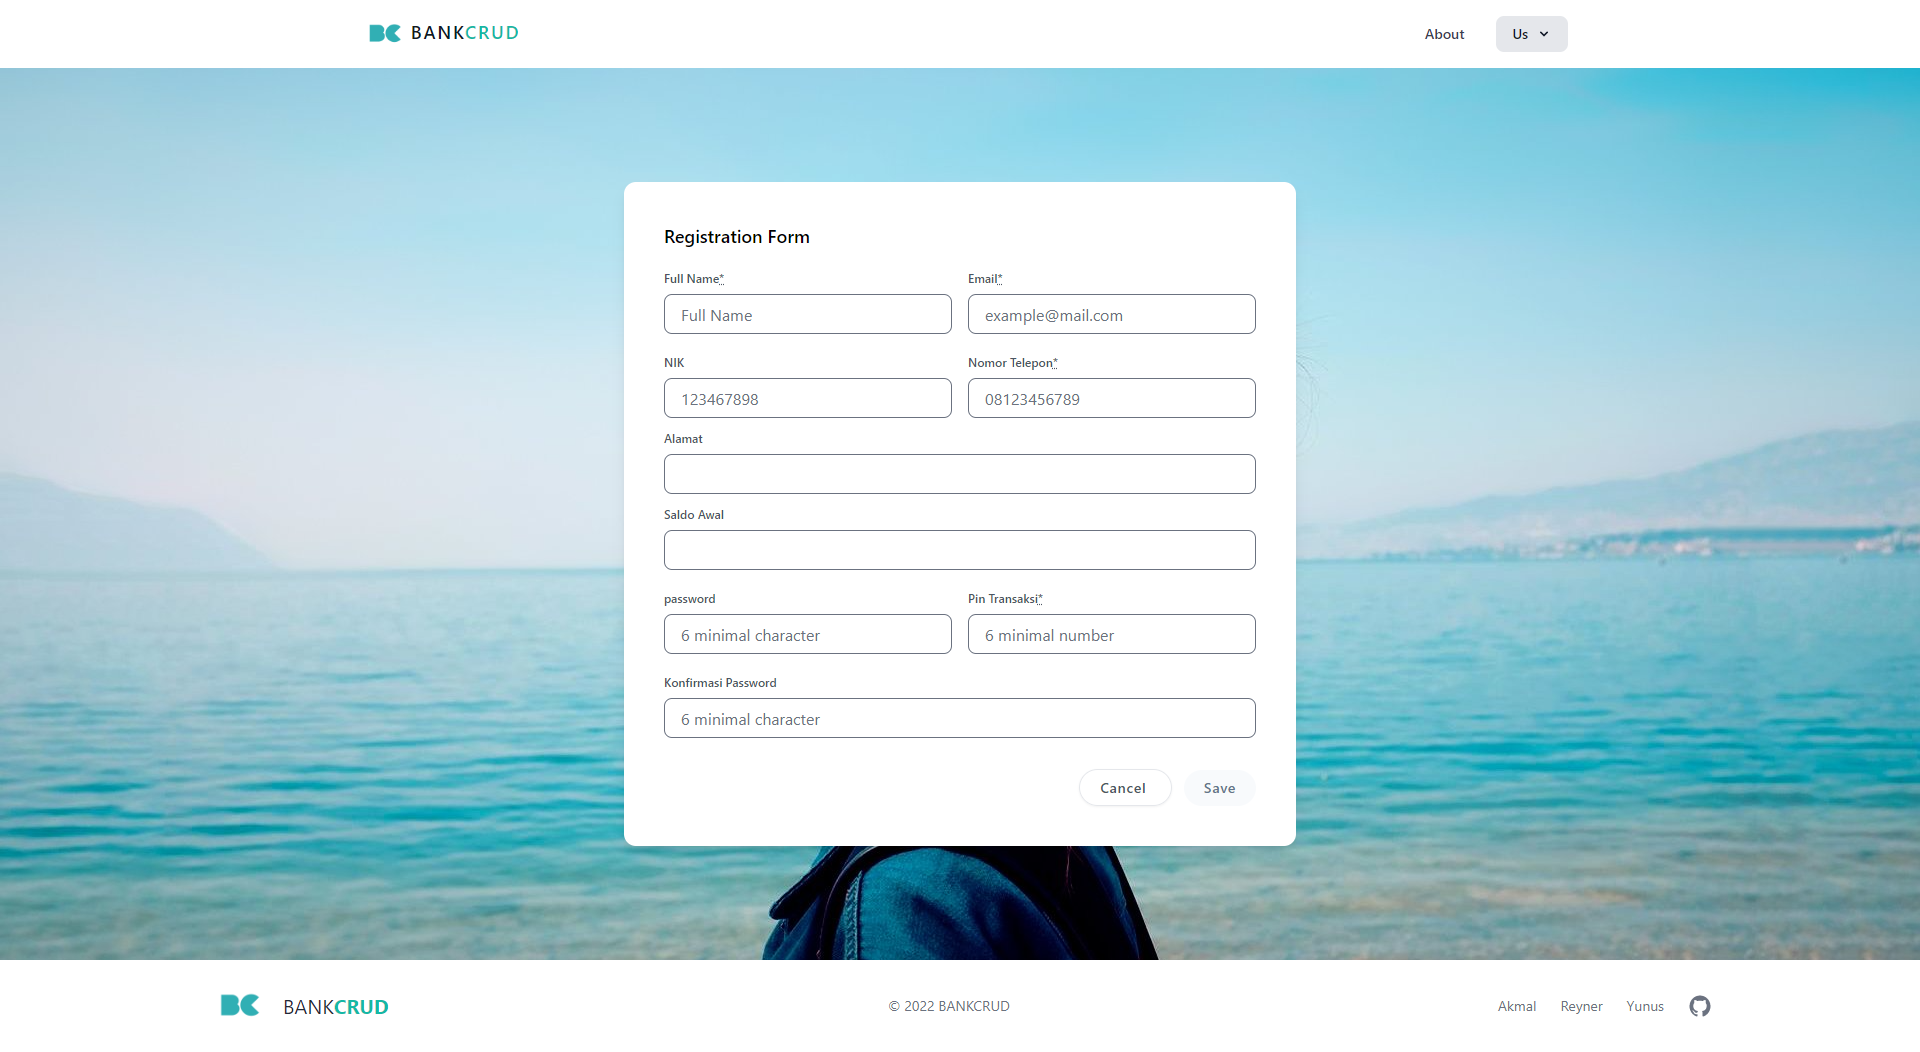 BANKCRUD
About
Us
Registration Form
Full Name*
Email*
Full Name
example@mail.com
NIK
Nomor Telepon*
123467898
08123456789
Alamat
Saldo Awal
password
Pin Transaksi*
6 minimal character
6 minimal number
Konfirmasi Password
6 minimal character
Cancel
Save
BANKCRUD
© 2022 BANKCRUD
Akmal
Reyner
Yunus